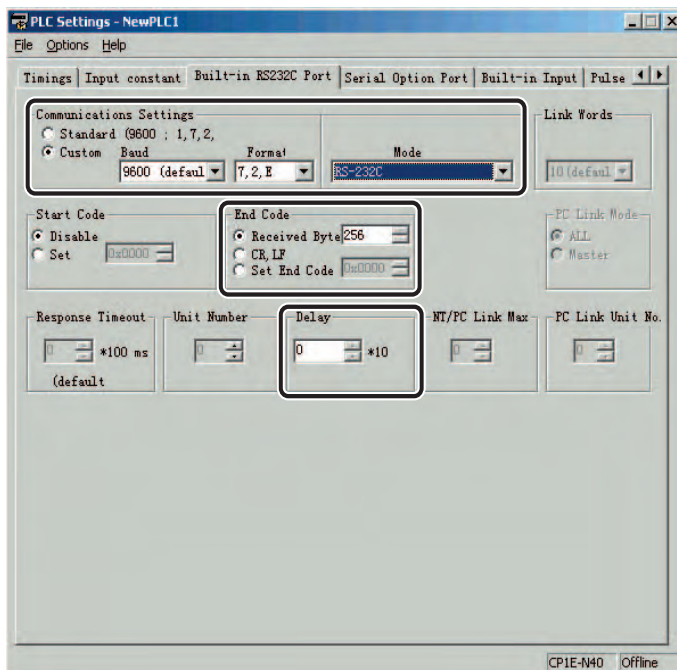 PLC Settings - NewPLC1
File Options Help
Timings Input constant Built-in RS232C Port Serial Option Port Built-in Input Pulse
Communications Settings
Standard (9600 ; 1,7,2,
Custom Baud Format Mode
9600 (defaul 7,2,E RS-232C
Link Words
10 (defaul
Start Code
Disable
Set 0x0000
End Code
Received Byte 256
CR,LF
Set End Code 0x0000
PC Link Mode
ALL
Master
Response Timeout
0 *100 ms
(default
Unit Number
0
Delay
0 *10
NT/PC Link Max
0
PC Link Unit No.
0
CP1E-N40 Offline